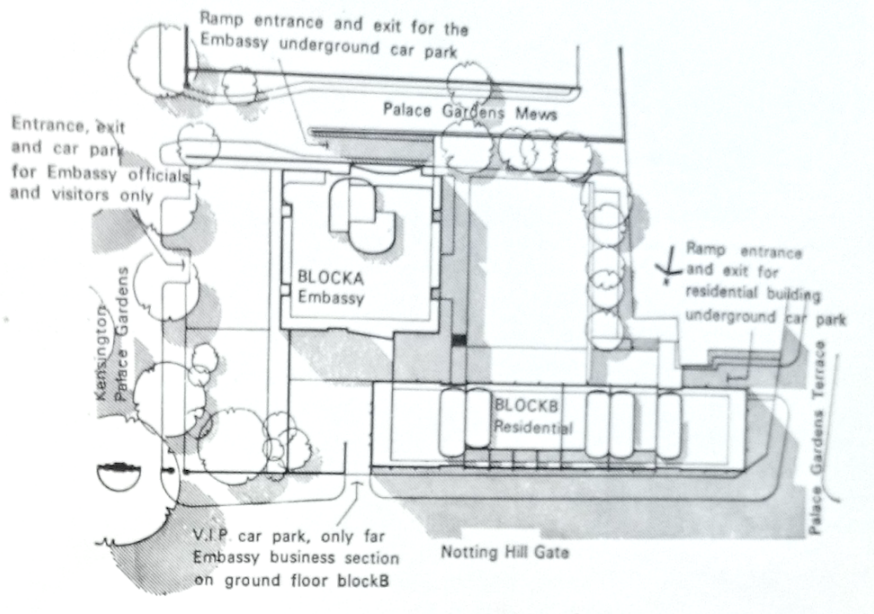 Ramp entrance and exit for the
Embassy underground car park
Palace Gardens Mews
Entrance, exit
and car park
for Embassy officials
and visitors only
BLOCKA
Embassy
Ramp entrance
and exit for
residential building
underground car park
Kensington
Palace Gardens
BLOCKB
Residential
Palace Gardens Terrace
V.I.P. car park, only far
Embassy business section
on ground floor blockB
Notting Hill Gate